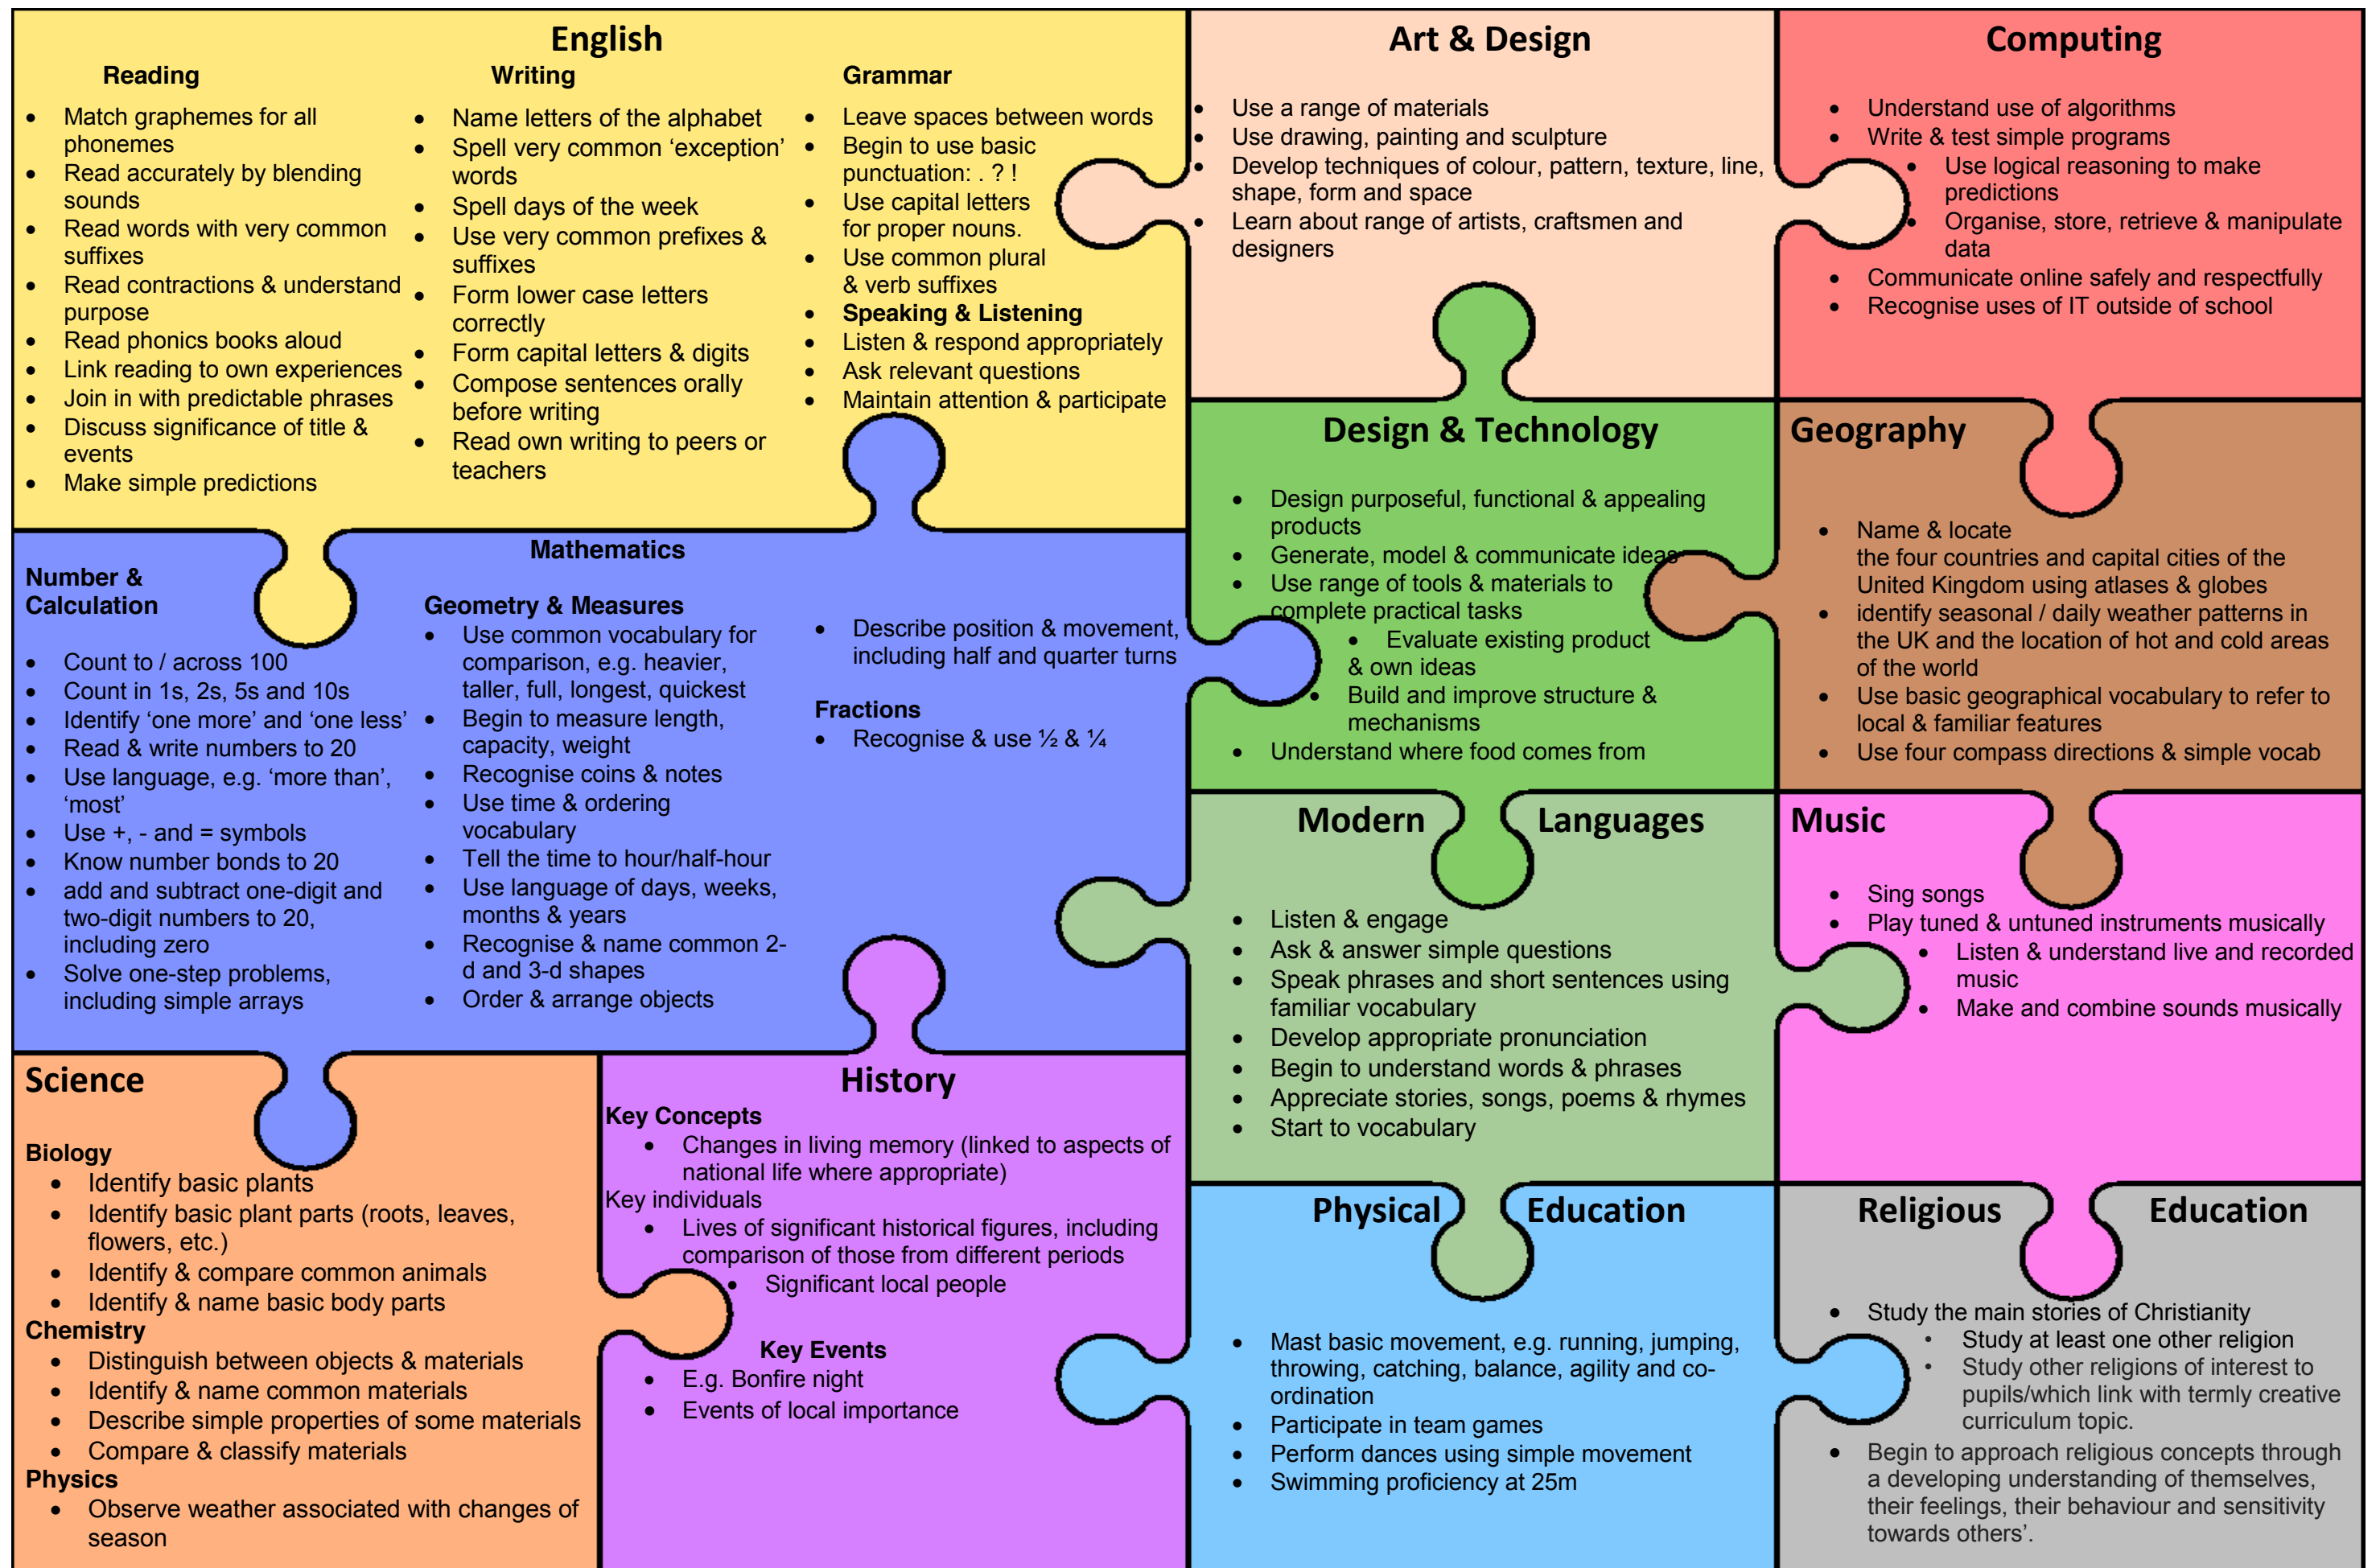 English
Reading
• Match graphemes for all
phonemes
• Read accurately by blending
sounds
• Read words with very common
suffixes
• Read contractions & understand
purpose
• Read phonics books aloud
• Link reading to own experiences
• Join in with predictable phrases
• Discuss significance of title &
events
• Make simple predictions
Writing
• Name letters of the alphabet
• Spell very common ‘exception’
words
• Spell days of the week
• Use very common prefixes &
suffixes
• Form lower case letters
correctly
• Form capital letters & digits
• Compose sentences orally
before writing
• Read own writing to peers or
teachers
Grammar
• Leave spaces between words
• Begin to use basic
punctuation: . ? !
• Use capital letters
for proper nouns.
• Use common plural
& verb suffixes
• Speaking & Listening
• Listen & respond appropriately
• Ask relevant questions
• Maintain attention & participate
Art & Design
• Use a range of materials
• Use drawing, painting and sculpture
• Develop techniques of colour, pattern, texture, line,
shape, form and space
• Learn about range of artists, craftsmen and
designers
Computing
• Understand use of algorithms
• Write & test simple programs
• Use logical reasoning to make
predictions
• Organise, store, retrieve & manipulate
data
• Communicate online safely and respectfully
• Recognise uses of IT outside of school
Mathematics
Number &
Calculation
• Count to / across 100
• Count in 1s, 2s, 5s and 10s
• Identify ‘one more’ and ‘one less’
• Read & write numbers to 20
• Use language, e.g. ‘more than’,
‘most’
• Use +, - and = symbols
• Know number bonds to 20
• add and subtract one-digit and
two-digit numbers to 20,
including zero
• Solve one-step problems,
including simple arrays
Geometry & Measures
• Use common vocabulary for
comparison, e.g. heavier,
taller, full, longest, quickest
• Begin to measure length,
capacity, weight
• Recognise coins & notes
• Use time & ordering
vocabulary
• Tell the time to hour/half-hour
• Use language of days, weeks,
months & years
• Recognise & name common 2-
d and 3-d shapes
• Order & arrange objects
• Describe position & movement,
including half and quarter turns
Fractions
• Recognise & use ½ & ¼
Design & Technology
• Design purposeful, functional & appealing
products
• Generate, model & communicate ideas
• Use range of tools & materials to
complete practical tasks
• Evaluate existing product
& own ideas
• Build and improve structure &
mechanisms
• Understand where food comes from
Geography
• Name & locate
the four countries and capital cities of the
United Kingdom using atlases & globes
• identify seasonal / daily weather patterns in
the UK and the location of hot and cold areas
of the world
• Use basic geographical vocabulary to refer to
local & familiar features
• Use four compass directions & simple vocab
Modern Languages
• Listen & engage
• Ask & answer simple questions
• Speak phrases and short sentences using
familiar vocabulary
• Develop appropriate pronunciation
• Begin to understand words & phrases
• Appreciate stories, songs, poems & rhymes
• Start to vocabulary
Music
• Sing songs
• Play tuned & untuned instruments musically
• Listen & understand live and recorded
music
• Make and combine sounds musically
Science
Biology
• Identify basic plants
• Identify basic plant parts (roots, leaves,
flowers, etc.)
• Identify & compare common animals
• Identify & name basic body parts
Chemistry
• Distinguish between objects & materials
• Identify & name common materials
• Describe simple properties of some materials
• Compare & classify materials
Physics
• Observe weather associated with changes of
season
History
Key Concepts
• Changes in living memory (linked to aspects of
national life where appropriate)
Key individuals
• Lives of significant historical figures, including
comparison of those from different periods
• Significant local people
Key Events
• E.g. Bonfire night
• Events of local importance
Physical Education
• Mast basic movement, e.g. running, jumping,
throwing, catching, balance, agility and co-
ordination
• Participate in team games
• Perform dances using simple movement
• Swimming proficiency at 25m
Religious Education
• Study the main stories of Christianity
• Study at least one other religion
• Study other religions of interest to
pupils/which link with termly creative
curriculum topic.
• Begin to approach religious concepts through
a developing understanding of themselves,
their feelings, their behaviour and sensitivity
towards others’.